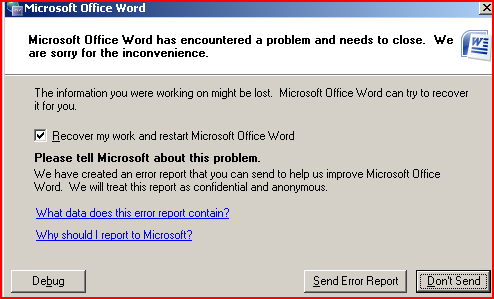 Microsoft Office Word
Microsoft Office Word has encountered a problem and needs to close.  We
are sorry for the inconvenience.
The information you were working on might be lost.  Microsoft Office Word can try to recover
it for you.
Recover my work and restart Microsoft Office Word
Please tell Microsoft about this problem.
We have created an error report that you can send to help us improve Microsoft Office
Word.  We will treat this report as confidential and anonymous.
What data does this error report contain?
Why should I report to Microsoft?
Debug
Send Error Report
Don't Send